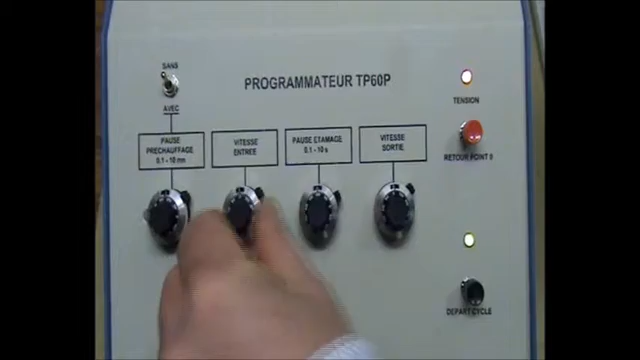 SANS
PROGRAMMATEUR TP60P
TENSION
AVEC
PAUSE
PRECHAUFFAGE
0.1 - 10 mm
VITESSE
ENTREE
PAUSE ETAMAGE
0.1 - 10 s
VITESSE
SORTIE
RETOUR POINT 0
DEPART CYCLE